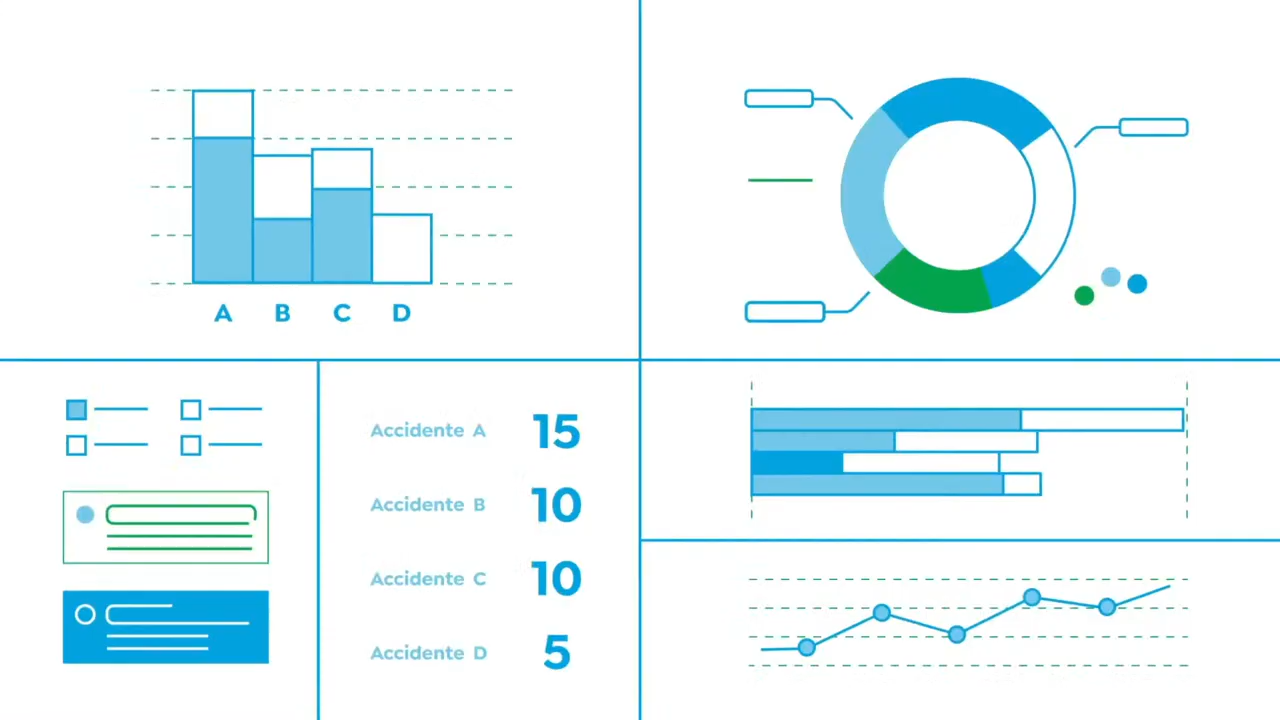 A B C D
Accidente A 15
Accidente B 10
Accidente C 10
Accidente D 5